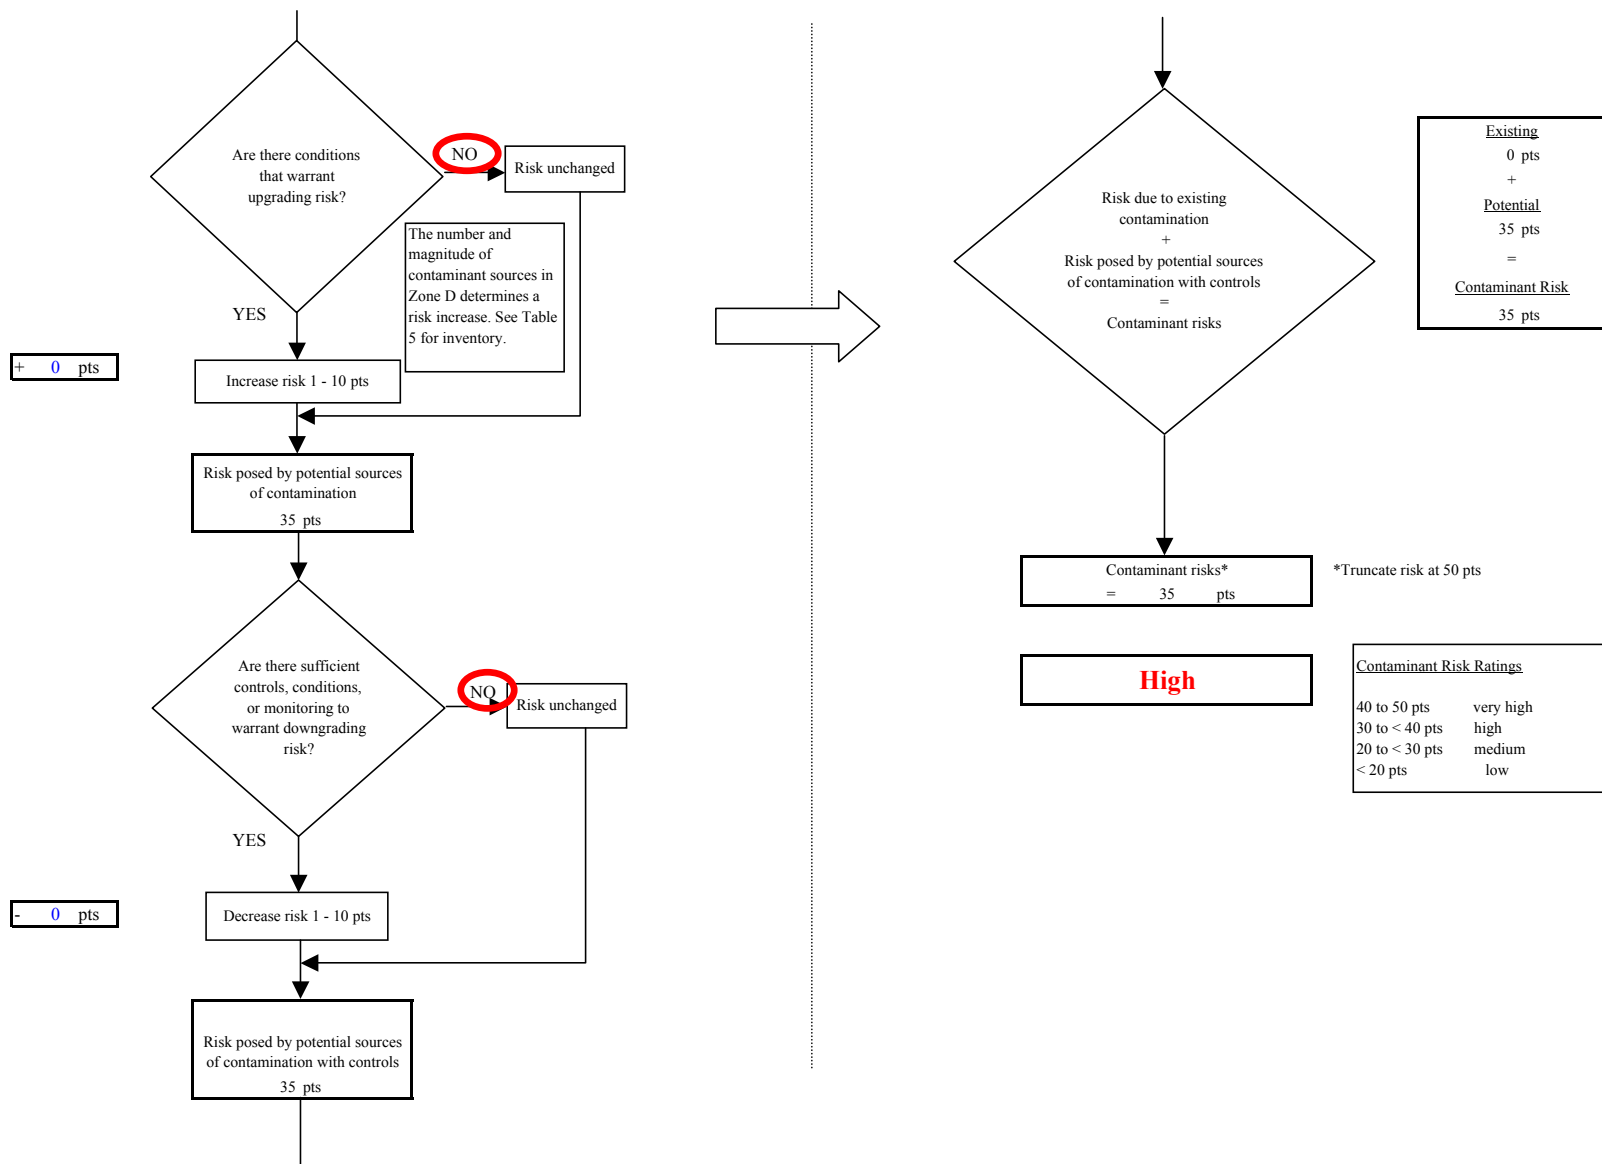 Are there conditions
that warrant
upgrading risk?
NO
Risk unchanged
The number and
magnitude of
contaminant sources in
Zone D determines a
risk increase. See Table
5 for inventory.
YES
+ 0 pts
Increase risk 1 - 10 pts
Risk posed by potential sources
of contamination
35 pts
Are there sufficient
controls, conditions,
or monitoring to
warrant downgrading
risk?
NO
Risk unchanged
YES
- 0 pts
Decrease risk 1 - 10 pts
Risk posed by potential sources
of contamination with controls
35 pts
Risk due to existing
contamination
+
Risk posed by potential sources
of contamination with controls
=
Contaminant risks
Existing
0 pts
+
Potential
35 pts
=
Contaminant Risk
35 pts
Contaminant risks*
= 35 pts
*Truncate risk at 50 pts
High
Contaminant Risk Ratings
40 to 50 pts very high
30 to < 40 pts high
20 to < 30 pts medium
< 20 pts low